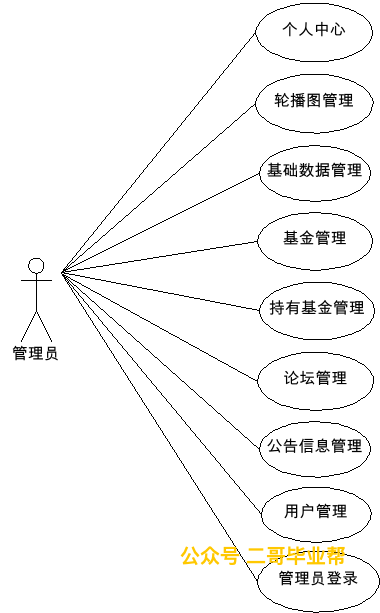 个人中心
轮播图管理
基础数据管理
基金管理
持有基金管理
管理员
论坛管理
公告信息管理
用户管理
公众号 二哥毕业帮
管理员登录